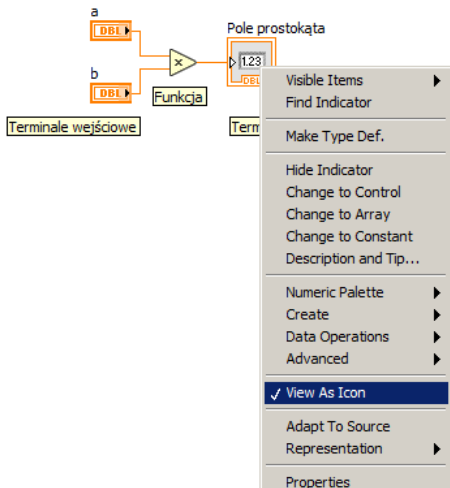 a
DBL
Pole prostokąta
×
1.23
DBL
b
DBL
Funkcja
Terminale wejściowe
Term
Visible Items
Find Indicator
Make Type Def.
Hide Indicator
Change to Control
Change to Array
Change to Constant
Description and Tip...
Numeric Palette
Create
Data Operations
Advanced
✓ View As Icon
Adapt To Source
Representation
Properties